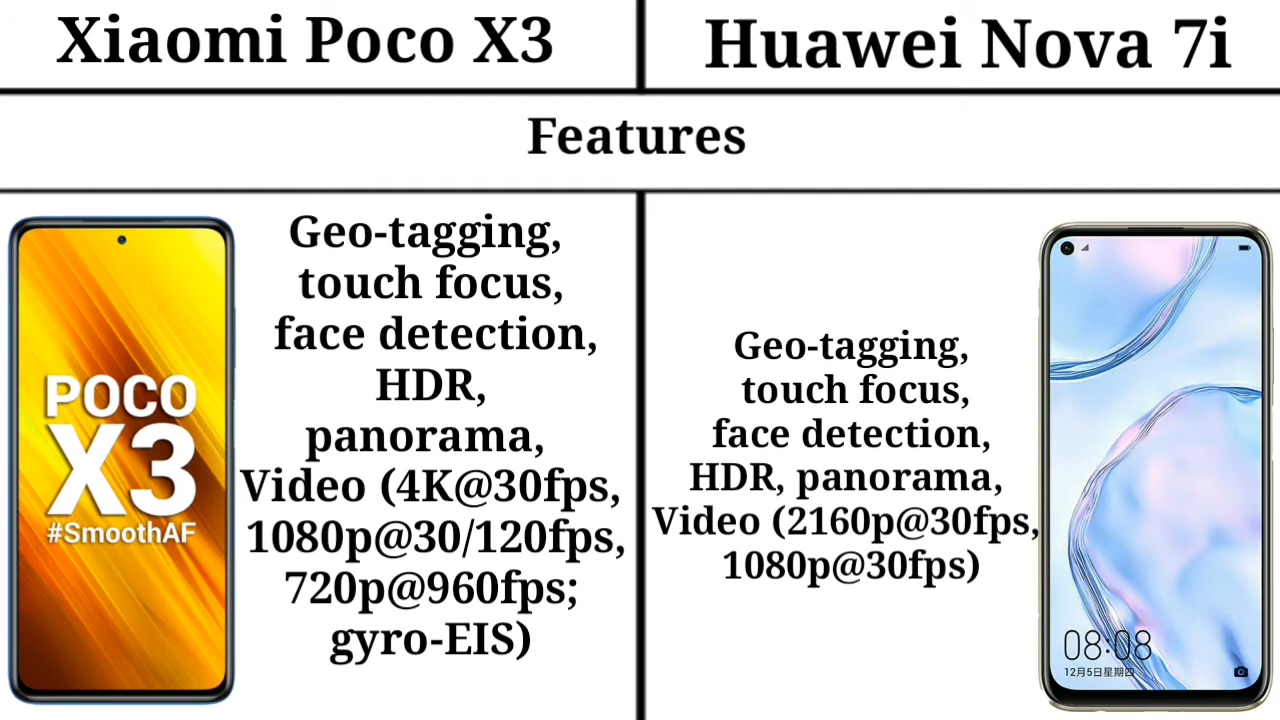 Xiaomi Poco X3
Huawei Nova 7i
Features
POCO
X3
#SmoothAF
Geo-tagging,
touch focus,
face detection,
HDR,
panorama,
Video (4K@30fps,
1080p@30/120fps,
720p@960fps;
gyro-EIS)
Geo-tagging,
touch focus,
face detection,
HDR, panorama,
Video (2160p@30fps,
1080p@30fps)
08:08
12月5日星期四